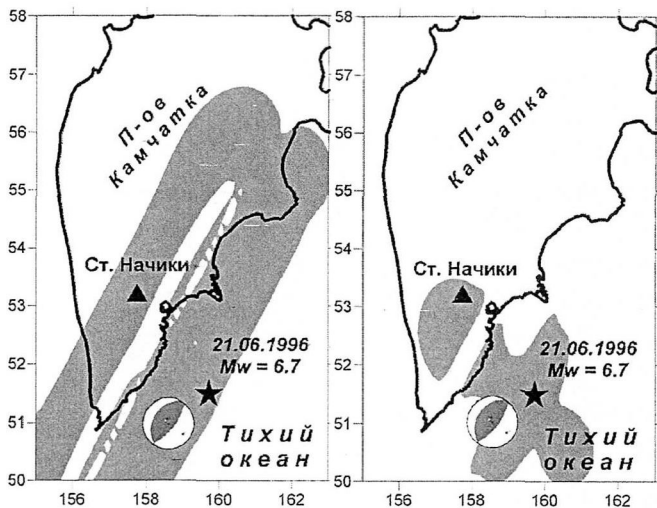 58
57
56
55
54
53
52
51
50
156
158
160
162
П-ов
Камчатка
Ст. Начики
21.06.1996
Mw = 6.7
Тихий
океан
58
57
56
55
54
53
52
51
50
156
158
160
162
П-ов
Камчатка
Ст. Начики
21.06.1996
Mw = 6.7
Тихий
океан